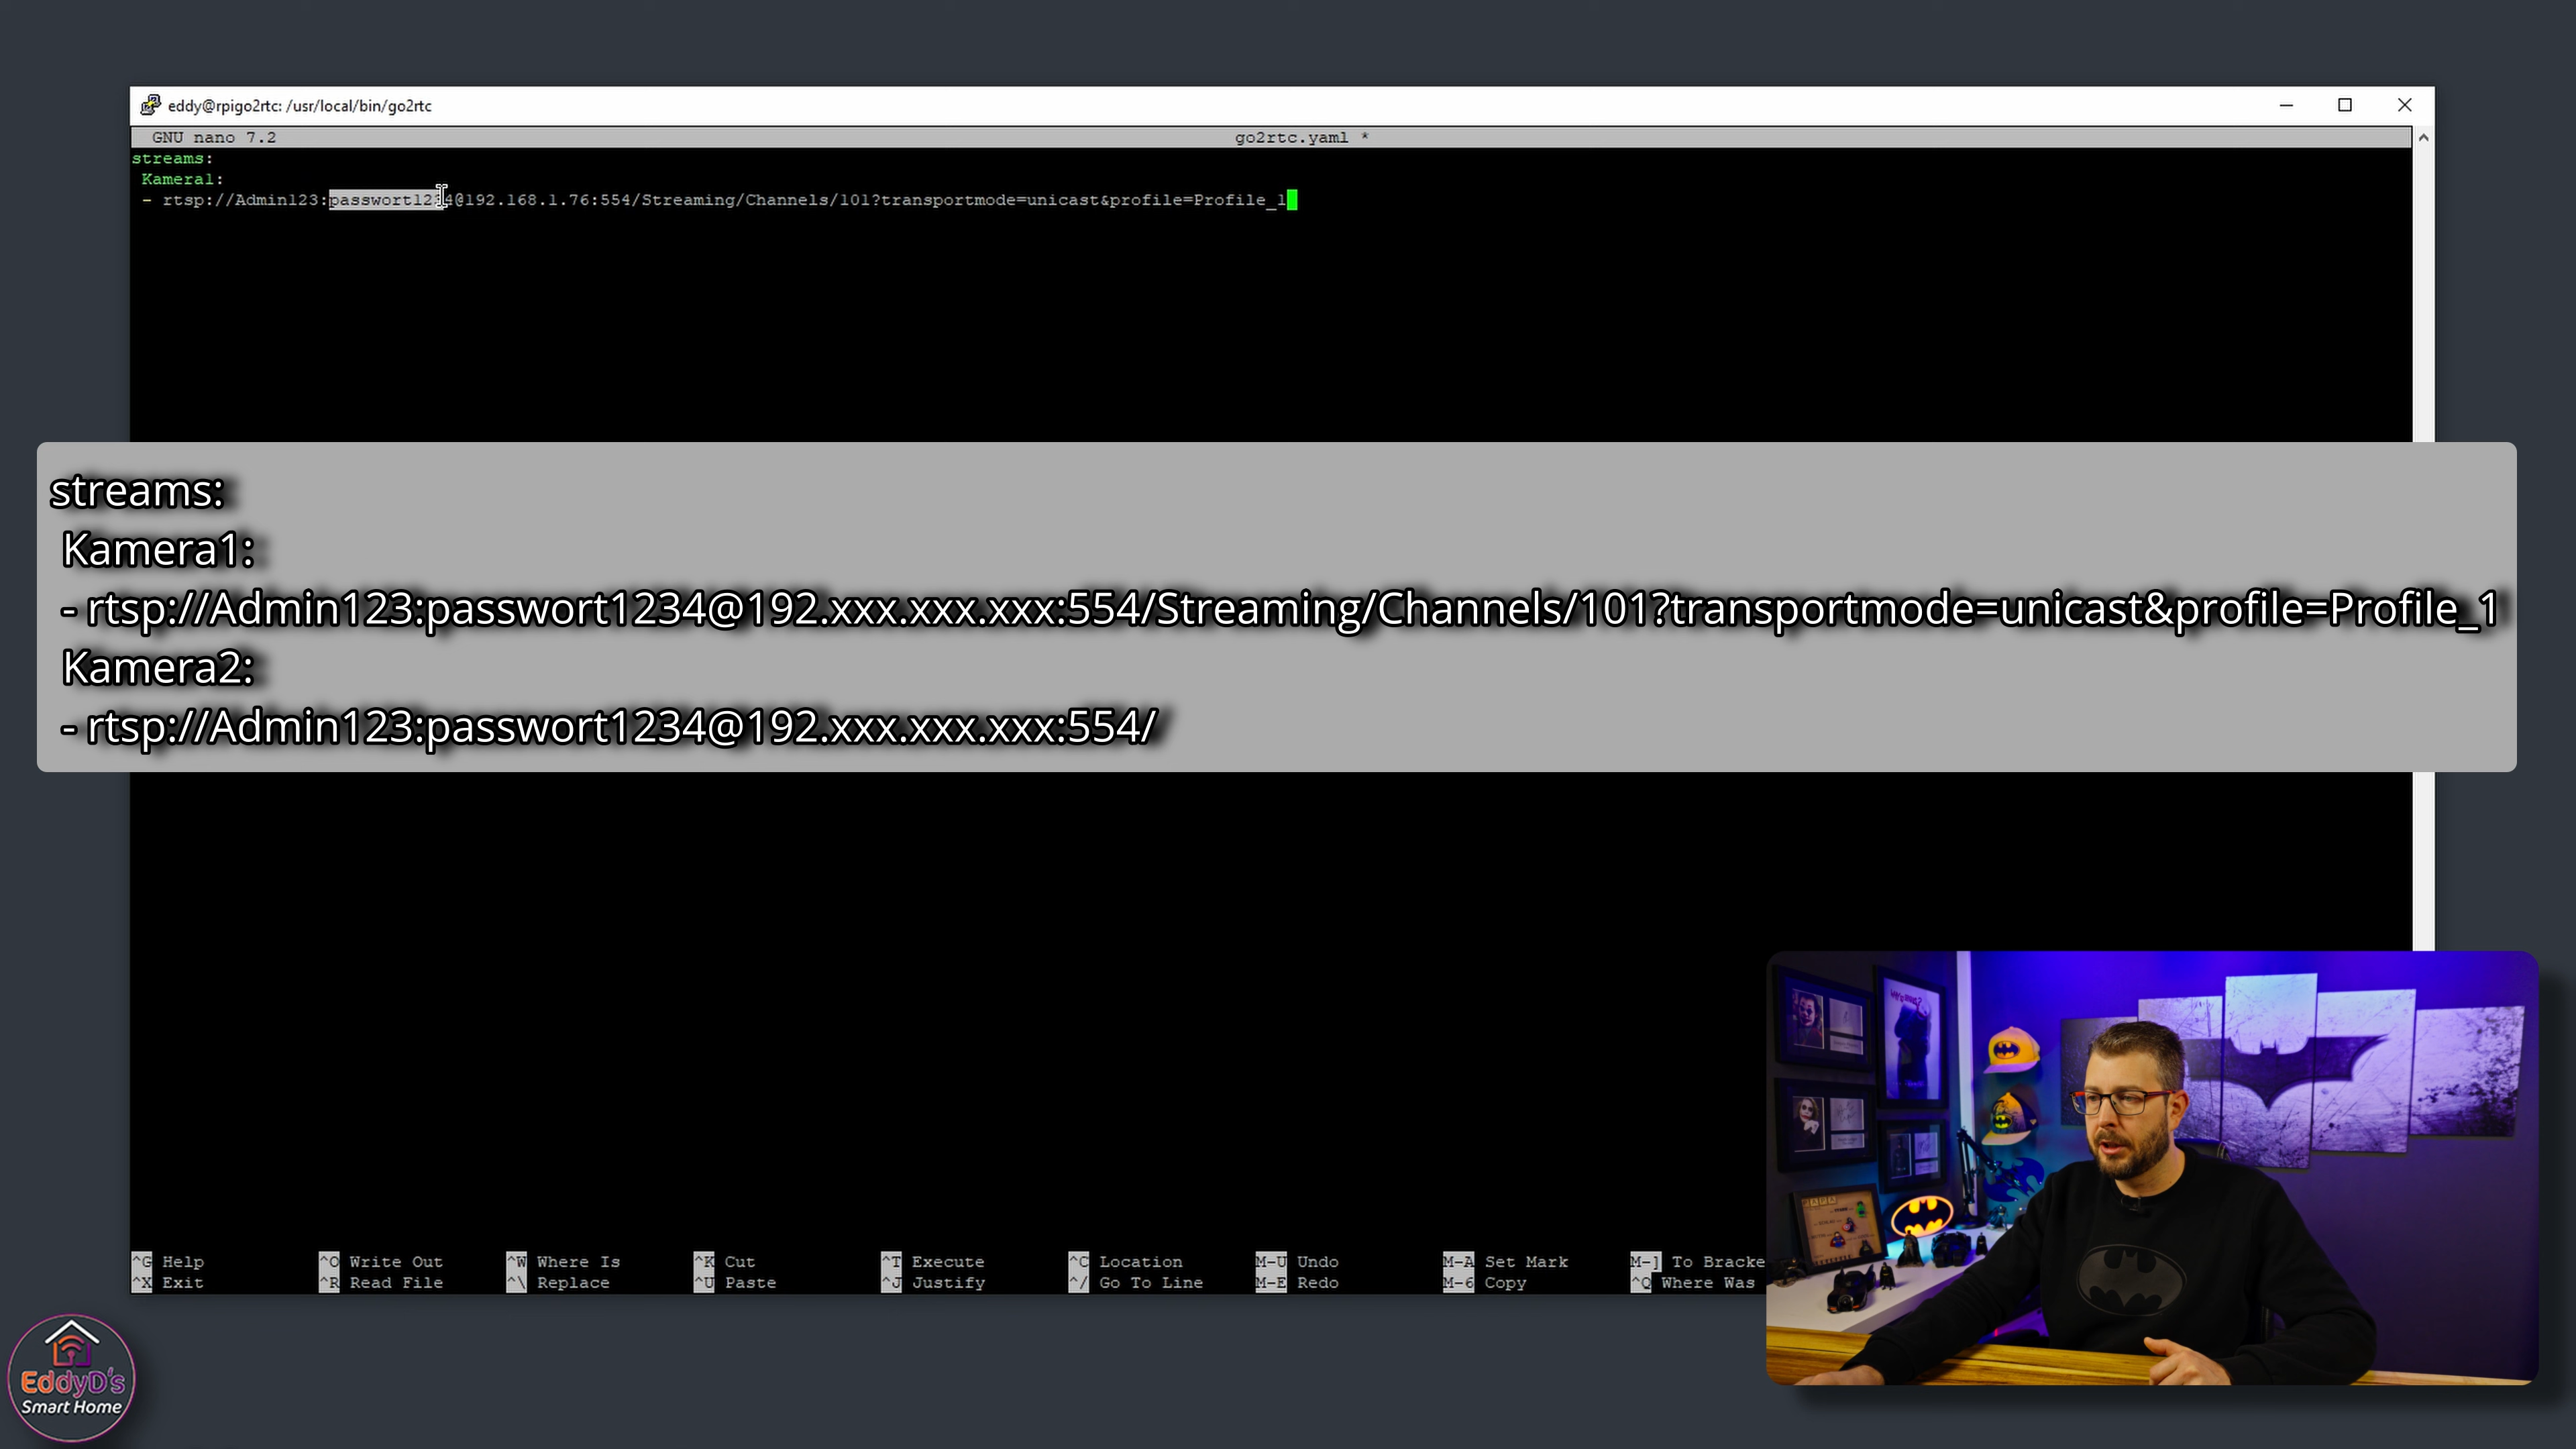 eddy@rpigo2rtc: /usr/local/bin/go2rtc
GNU nano 7.2 go2rtc.yaml *
streams:
Kamera1:
- rtsp://Admin123:passwort1234@192.168.1.76:554/Streaming/Channels/101?transportmode=unicast&profile=Profile_1
streams:
Kamera1:
- rtsp://Admin123:passwort1234@192.xxx.xxx.xxx:554/Streaming/Channels/101?transportmode=unicast&profile=Profile_1
Kamera2:
- rtsp://Admin123:passwort1234@192.xxx.xxx.xxx:554/
^G Help ^O Write Out ^W Where Is ^K Cut ^T Execute ^C Location M-U Undo M-A Set Mark M-] To Bracke
^X Exit ^R Read File ^\ Replace ^U Paste ^J Justify ^/ Go To Line M-E Redo M-6 Copy ^Q Where Was
EddyD's
Smart Home